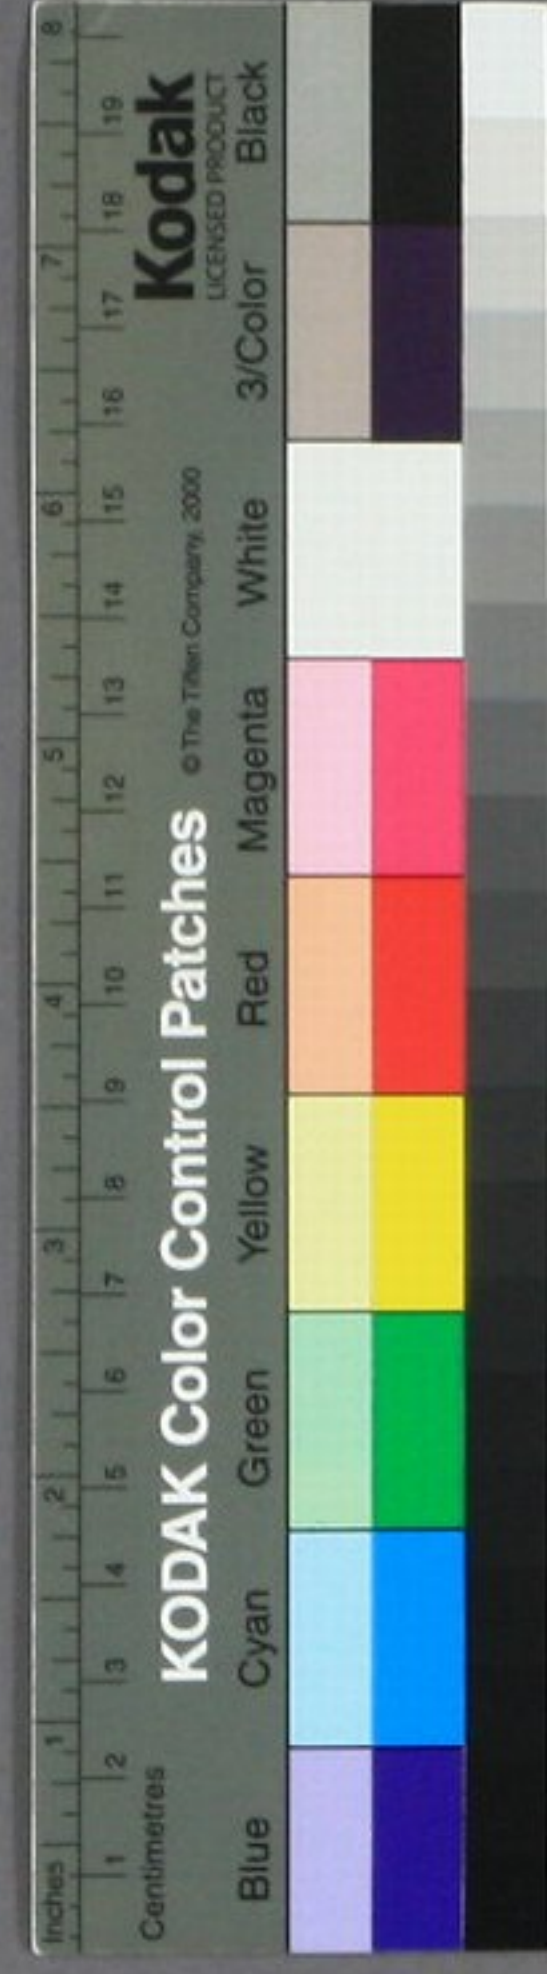 Inches 1 2 3 4 5 6 7 8
1 2 3 4 5 6 7 8 9 10 11 12 13 14 15 16 17 18 19
Centimetres
KODAK Color Control Patches © The Tiffen Company, 2000
Kodak
LICENSED PRODUCT
Blue Cyan Green Yellow Red Magenta White 3/Color Black